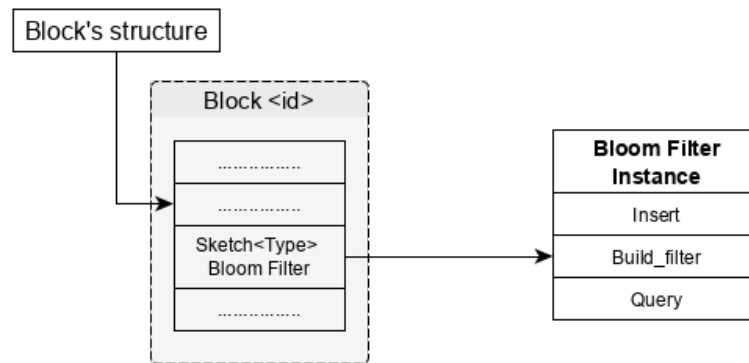 Block's structure
Block <id>
................
................
Sketch<Type>
Bloom Filter
................
Bloom Filter
Instance
Insert
Build_filter
Query